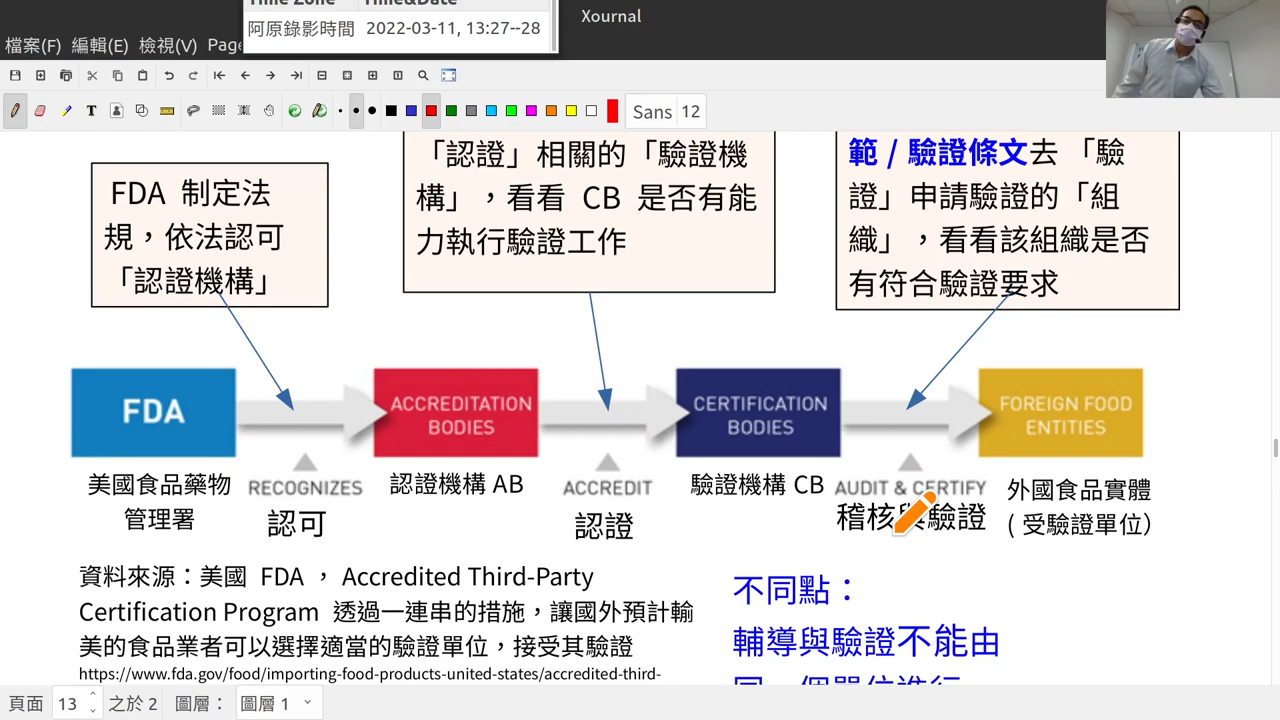 Time Zone Time&Date
Xournal
阿原錄影時間 2022-03-11, 13:27--28
檔案(F) 編輯(E) 檢視(V) Page
Sans 12
「認證」相關的「驗證機
構」，看看 CB 是否有能
力執行驗證工作
範 / 驗證條文去 「驗
證」申請驗證的「組
織」，看看該組織是否
有符合驗證要求
FDA 制定法
規，依法認可
「認證機構」
FDA
ACCREDITATION
BODIES
CERTIFICATION
BODIES
FOREIGN FOOD
ENTITIES
美國食品藥物
管理署
RECOGNIZES
認可
認證機構 AB
ACCREDIT
認證
驗證機構 CB
AUDIT & CERTIFY
稽核與驗證
外國食品實體
( 受驗證單位）
資料來源：美國 FDA ， Accredited Third-Party
Certification Program 透過一連串的措施，讓國外預計輸
美的食品業者可以選擇適當的驗證單位，接受其驗證
https://www.fda.gov/food/importing-food-products-united-states/accredited-third-
不同點：
輔導與驗證不能由
同一個單位進行
頁面 13 之於 2 圖層： 圖層 1